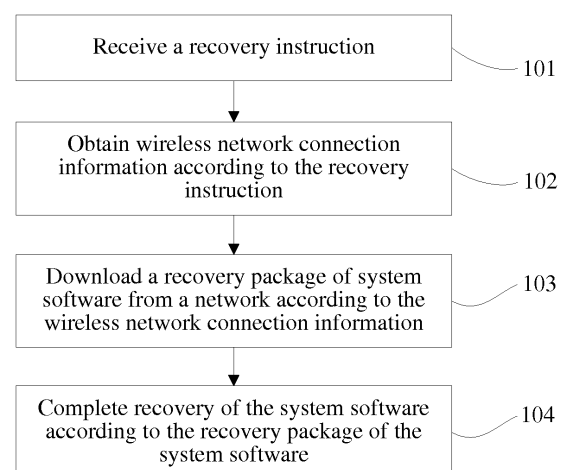 Receive a recovery instruction
101
Obtain wireless network connection
information according to the recovery
instruction
102
Download a recovery package of system
software from a network according to the
wireless network connection information
103
Complete recovery of the system software
according to the recovery package of the
system software
104